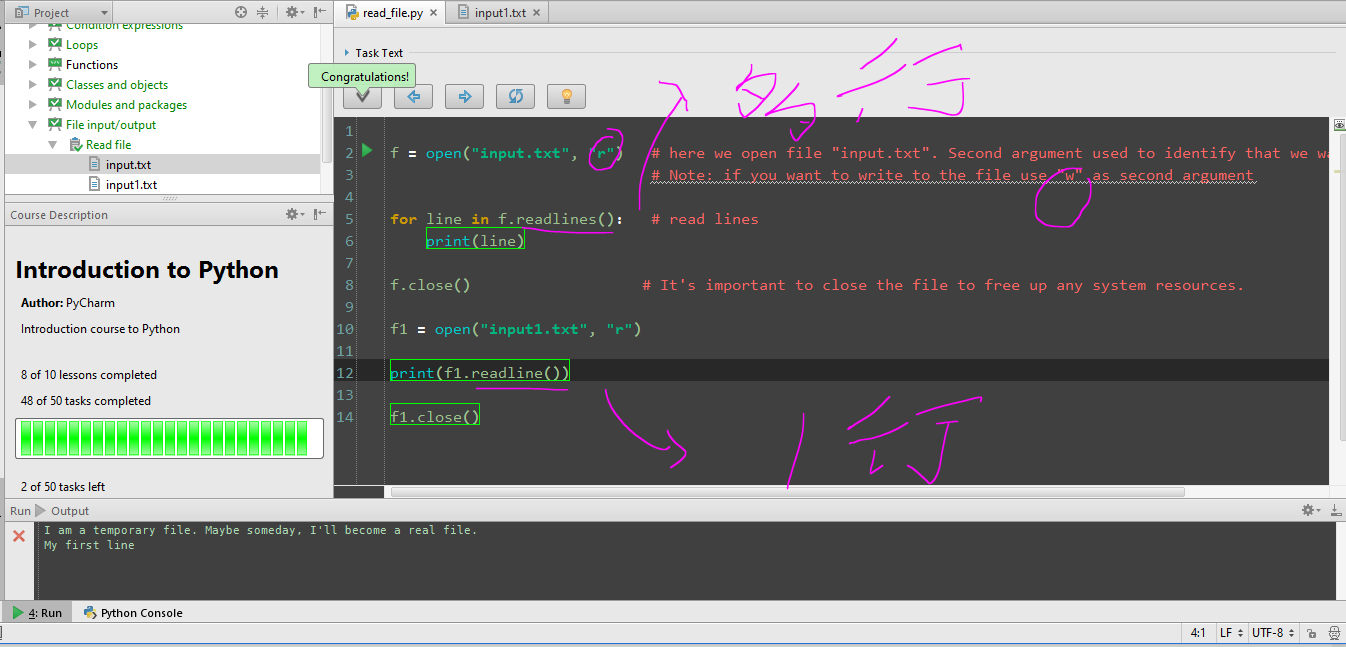 Project
read_file.py
input1.txt
Condition expressions
Loops
Functions
Classes and objects
Modules and packages
File input/output
Read file
input.txt
input1.txt
Task Text
Congratulations!
行
1
2 f = open("input.txt", "r") # here we open file "input.txt". Second argument used to identify that we wa
3 # Note: if you want to write to the file use "w" as second argument
4
5 for line in f.readlines(): # read lines
6 print(line)
7
8 f.close() # It's important to close the file to free up any system resources.
9
10 f1 = open("input1.txt", "r")
11
12 print(f1.readline())
13
14 f1.close()
1行
Course Description
Introduction to Python
Author: PyCharm
Introduction course to Python
8 of 10 lessons completed
48 of 50 tasks completed
2 of 50 tasks left
Run Output
I am a temporary file. Maybe someday, I'll become a real file.
My first line
4: Run Python Console
4:1 LF UTF-8